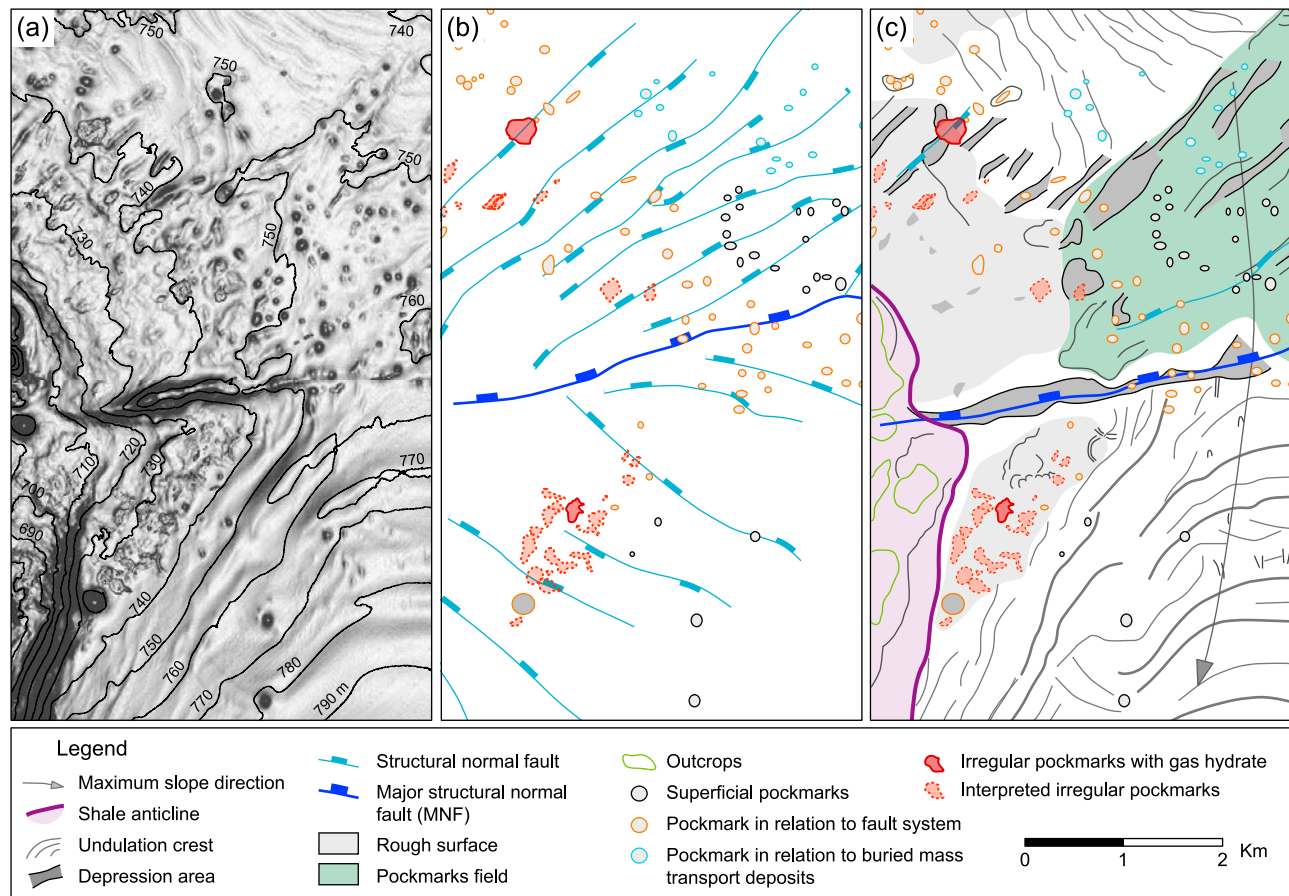 (a)
(b)
(c)
750
740
750
750
740
730
750
760
720
710
730
770
700
690
740
750
760
770
780
790 m
Legend
Maximum slope direction
Shale anticline
Undulation crest
Depression area
Structural normal fault
Major structural normal
fault (MNF)
Rough surface
Pockmarks field
Outcrops
Superficial pockmarks
Pockmark in relation to fault system
Pockmark in relation to buried mass
transport deposits
Irregular pockmarks with gas hydrate
Interpreted irregular pockmarks
0 1 2 Km